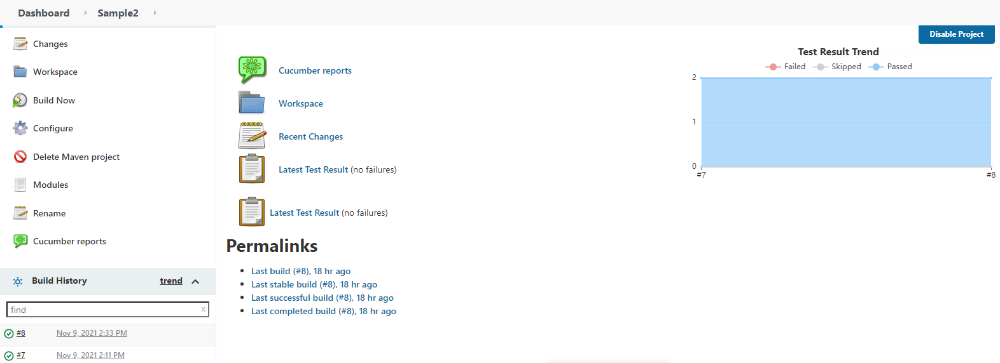 Dashboard Sample2
Changes
Workspace
Build Now
Configure
Delete Maven project
Modules
Rename
Cucumber reports
Build History trend
find x
#8 Nov 9, 2021 2:33 PM
#7 Nov 9, 2021 2:11 PM
Cucumber reports
Workspace
Recent Changes
Latest Test Result (no failures)
Latest Test Result (no failures)
Permalinks
Last build (#8), 18 hr ago
Last stable build (#8), 18 hr ago
Last successful build (#8), 18 hr ago
Last completed build (#8), 18 hr ago
Disable Project
Test Result Trend
Failed Skipped Passed
2
1
0
#7 #8